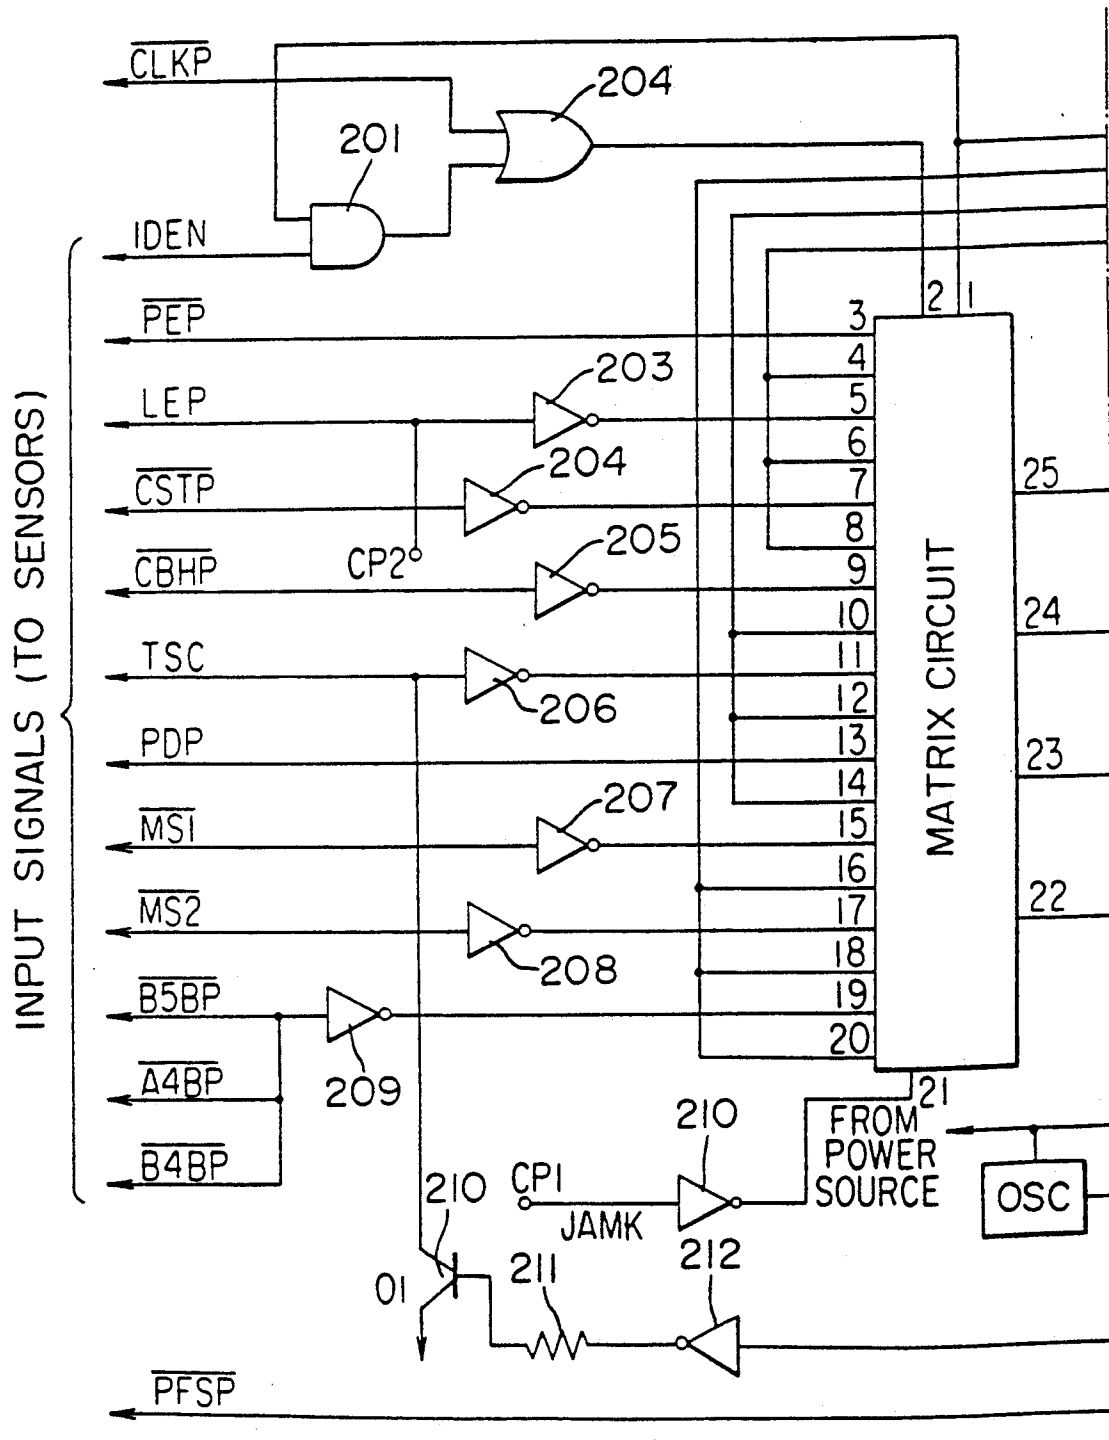 CLKP
204
201
IDEN
2 1
PEP
3
4
LEP
203
5
6
CSTP
204
7
25
8
CP2
CBHP
205
9
10
24
TSC
206
11
12
PDP
13
23
14
MS1
207
15
16
MS2
208
17
22
18
B5BP
209
19
20
A4BP
21
B4BP
INPUT SIGNALS (TO SENSORS)
MATRIX CIRCUIT
FROM
POWER
SOURCE
OSC
210
CP1
JAMK
210
01
211
212
PFSP